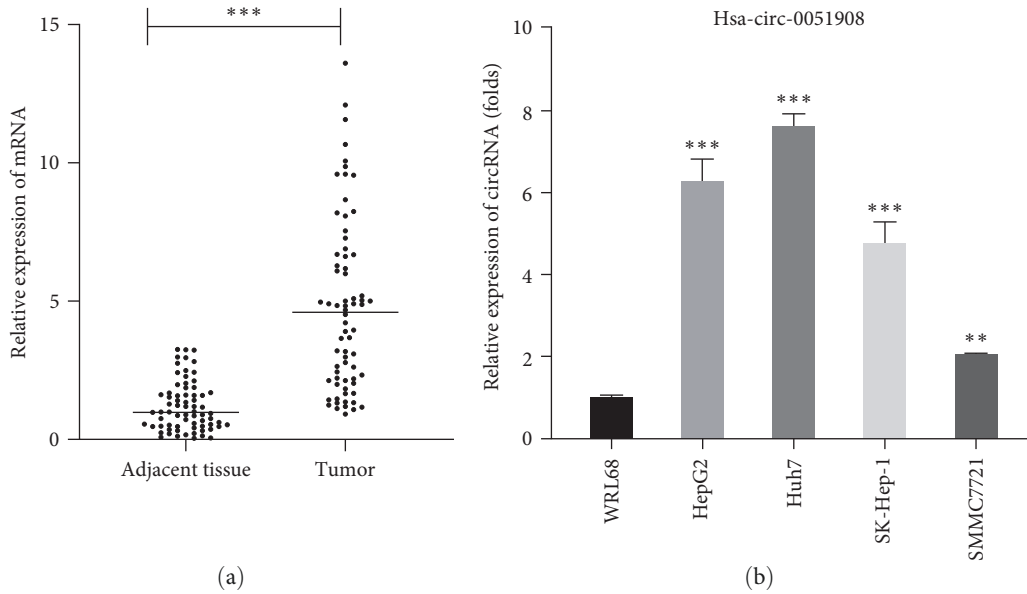 15
10
5
0
Relative expression of mRNA
***
Adjacent tissue
Tumor
(a)
Hsa-circ-0051908
10
8
6
4
2
0
Relative expression of circRNA (folds)
***
***
***
**
WRL68
HepG2
Huh7
SK-Hep-1
SMMC7721
(b)